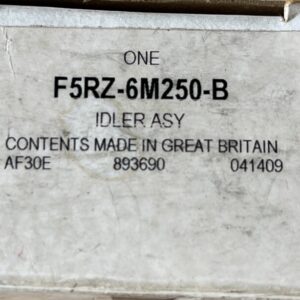 ONE
F5RZ-6M250-B
IDLER ASY
CONTENTS MADE IN GREAT BRITAIN
AF30E 893690 041409